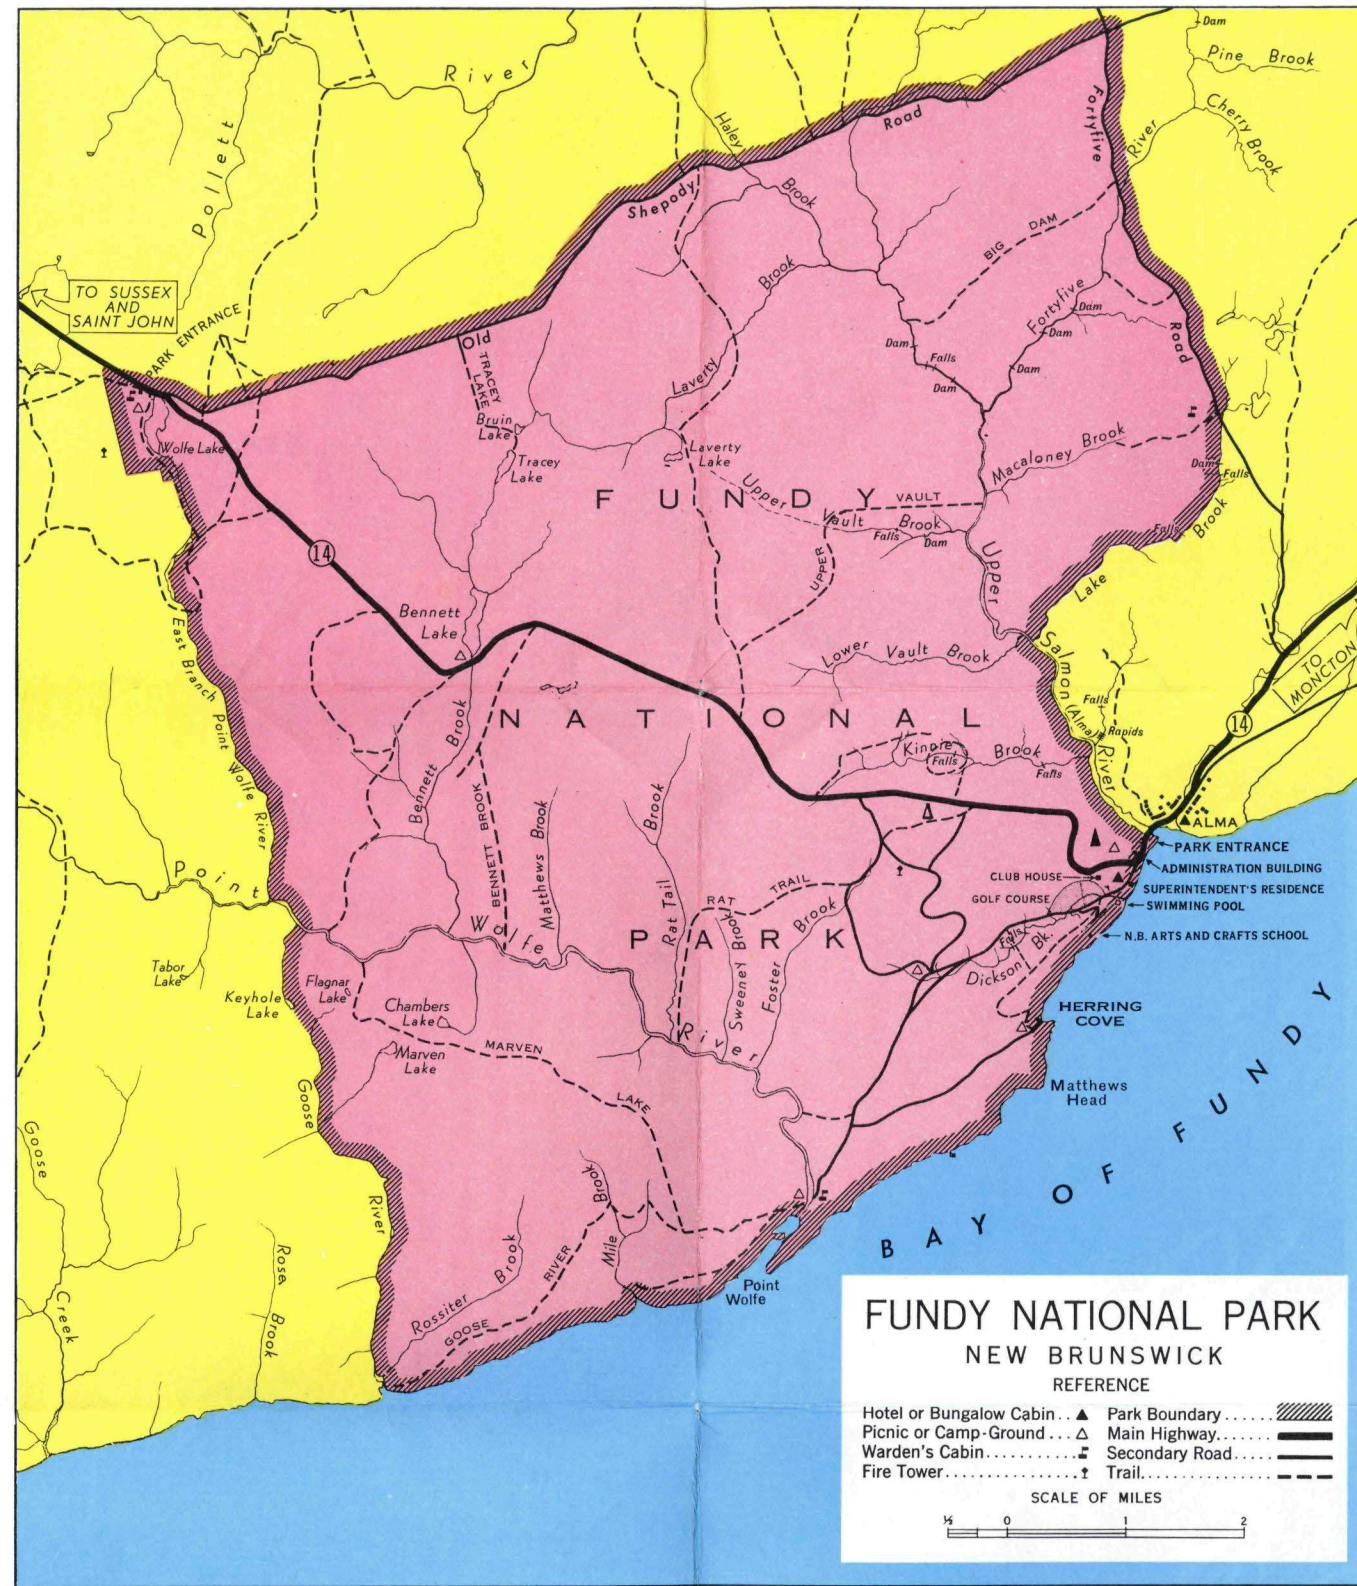 Dam
Pine Brook
River
Cherry Brook
River
Pollett
Haley
Brook
Road
Fortyfive
Shepody
BIG DAM
Brook
TO SUSSEX
AND
SAINT JOHN
PARK ENTRANCE
Old
TRACEY
LAKE
Fortyfive
Dam
Dam
Dam
Road
Dam
Falls
Dam
Laverty
Bruin
Lake
Wolfe Lake
Tracey
Lake
Laverty
Lake
Macaloney Brook
Dam
Falls
FUNDY
Upper
Vault Brook
VAULT
UPPER
Falls
Dam
Falls
Brook
Lake
Upper
14
Bennett
Lake
East Branch Point Wolfe River
Lower Vault Brook
Salmon (Alma) River
Falls
Rapids
TO
MONCTON
14
NATIONAL
Kinnie Brook
Falls
Falls
Bennett Brook
BENNETT BROOK
Matthews Brook
Rat Tail Brook
ALMA
PARK ENTRANCE
ADMINISTRATION BUILDING
CLUB HOUSE
SUPERINTENDENT'S RESIDENCE
GOLF COURSE
SWIMMING POOL
N.B. ARTS AND CRAFTS SCHOOL
RAT TRAIL
Point Wolfe River
PARK
Sweeney Brook
Foster Brook
Falls
Dickson Bk.
Tabor
Lake
Keyhole
Lake
Flagnar
Lake
Chambers
Lake
HERRING
COVE
MARVEN
LAKE
Marven
Lake
Matthews
Head
Goose
River
Goose
Creek
Rose Brook
Mile Brook
Rossiter Brook
GOOSE RIVER
Point
Wolfe
BAY OF FUNDY
FUNDY NATIONAL PARK
NEW BRUNSWICK
REFERENCE
Hotel or Bungalow Cabin.. Park Boundary......
Picnic or Camp-Ground... Main Highway.......
Warden's Cabin........... Secondary Road.....
Fire Tower................ Trail..............
SCALE OF MILES
½ 0 1 2